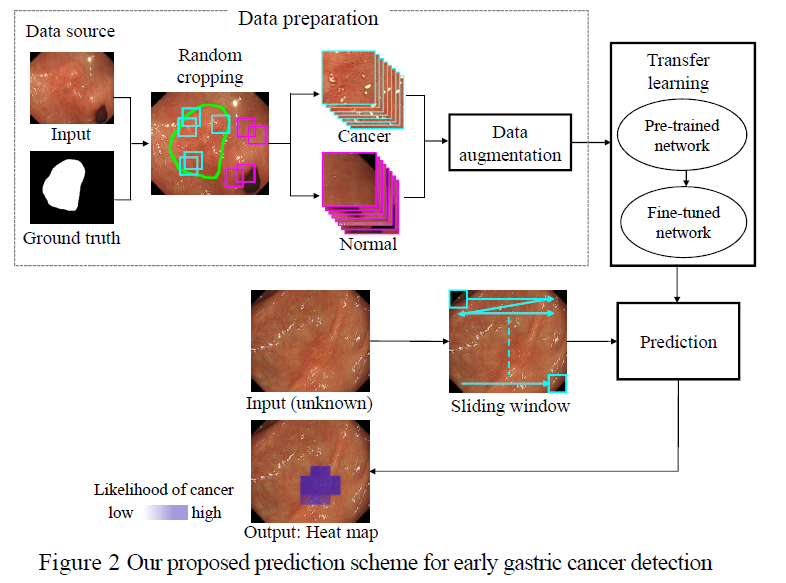 Data preparation
Data source
Input
Ground truth
Random
cropping
Cancer
Normal
Data
augmentation
Transfer
learning
Pre-trained
network
Fine-tuned
network
Input (unknown)
Sliding window
Prediction
Likelihood of cancer
low high
Output: Heat map
Figure 2 Our proposed prediction scheme for early gastric cancer detection